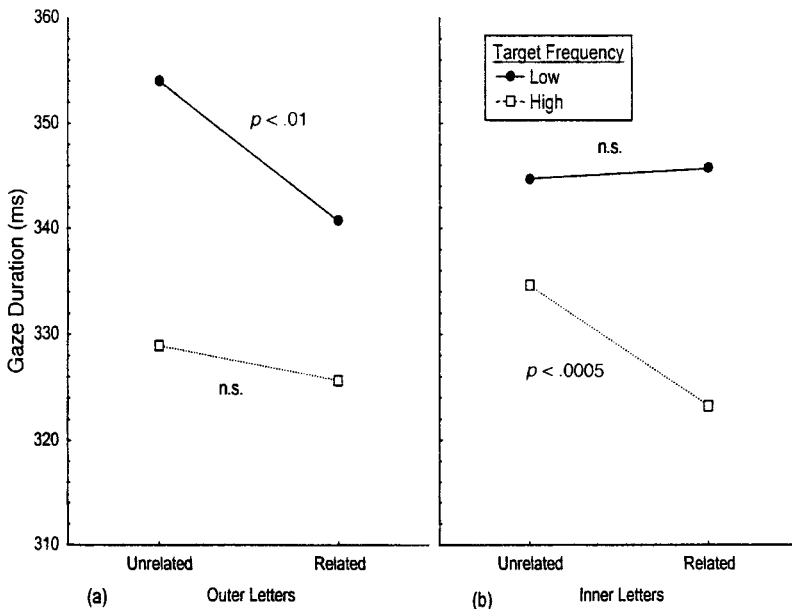 360
350
340
330
320
310
Gaze Duration (ms)
p < .01
n.s.
Unrelated
Related
(a)
Outer Letters
Target Frequency
Low
High
n.s.
p < .0005
Unrelated
Related
(b)
Inner Letters